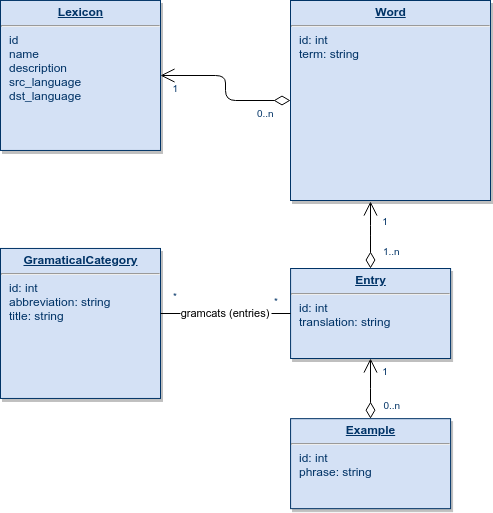 Lexicon
id
name
description
src_language
dst_language
Word
id: int
term: string
1
0..n
1
1..n
GramaticalCategory
id: int
abbreviation: string
title: string
*
gramcats (entries)
*
Entry
id: int
translation: string
1
0..n
Example
id: int
phrase: string